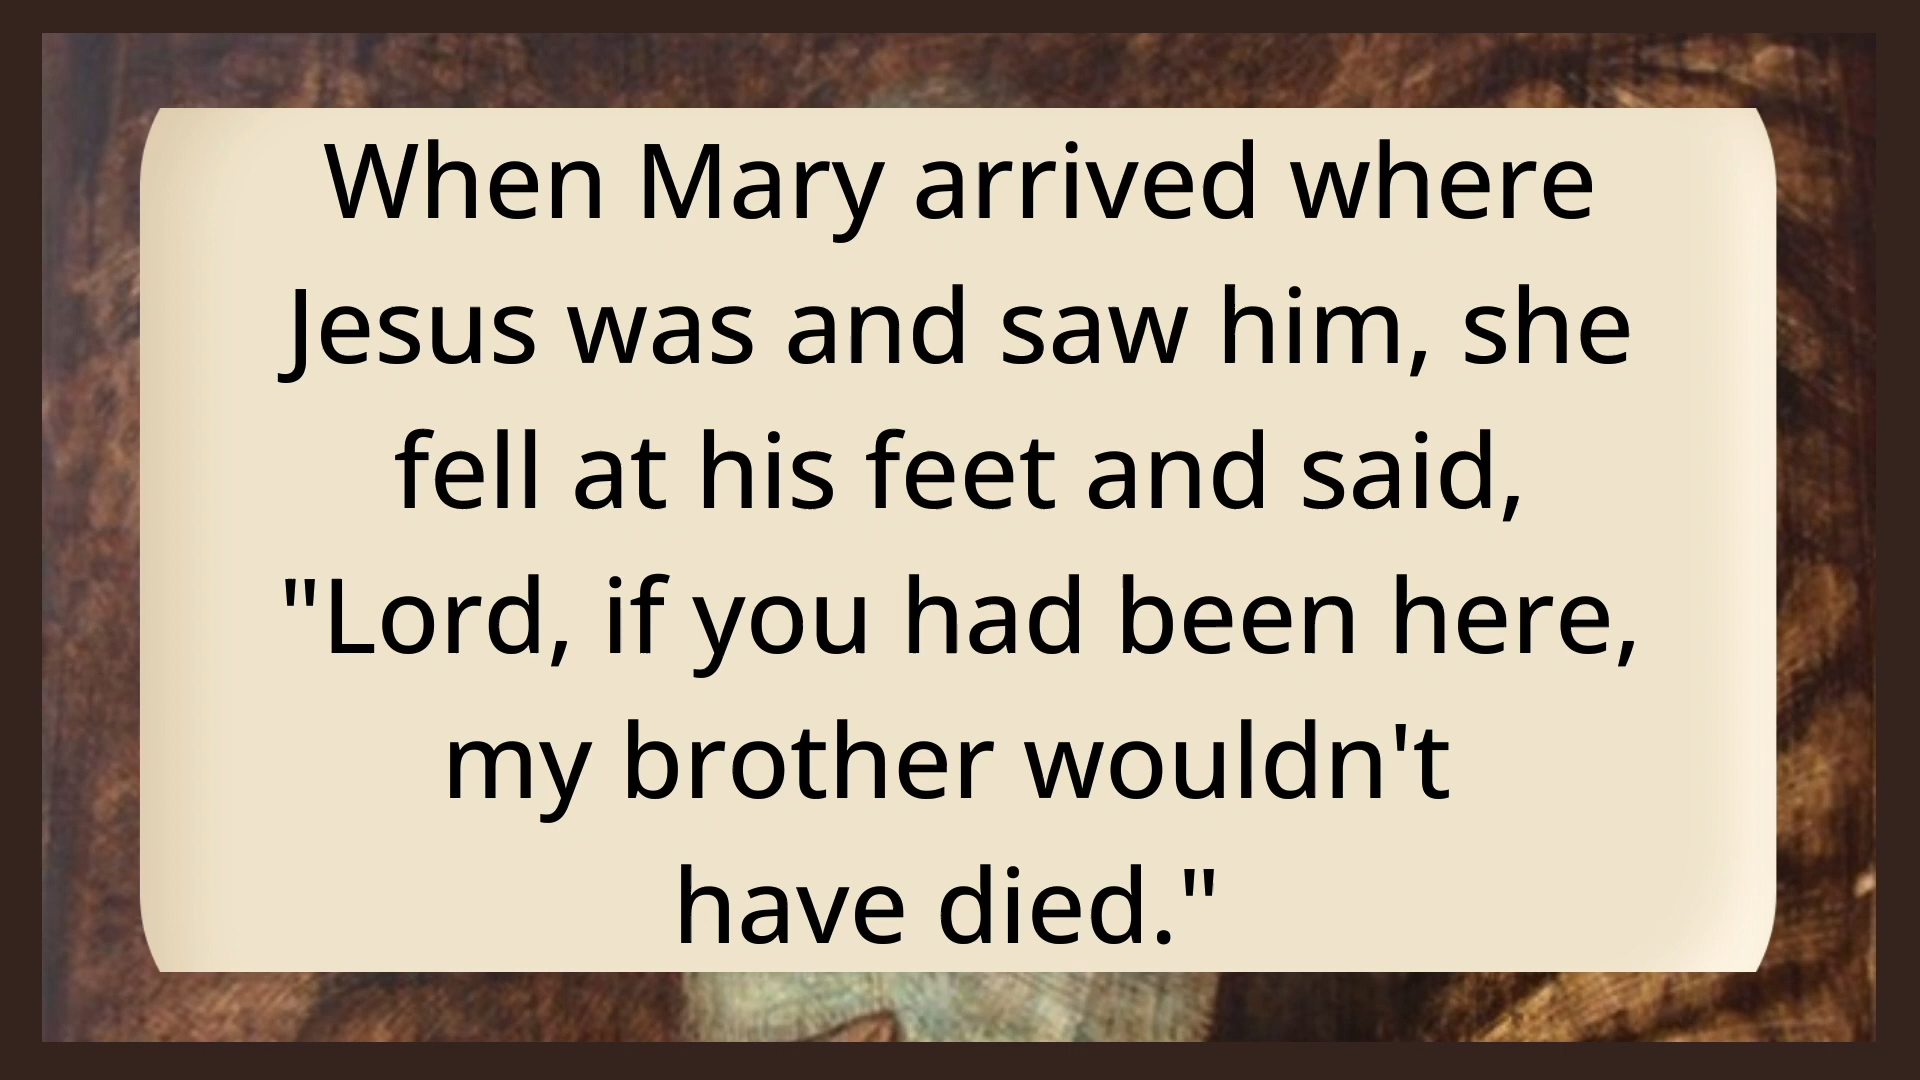 When Mary arrived where
Jesus was and saw him, she
fell at his feet and said,
"Lord, if you had been here,
my brother wouldn't
have died."